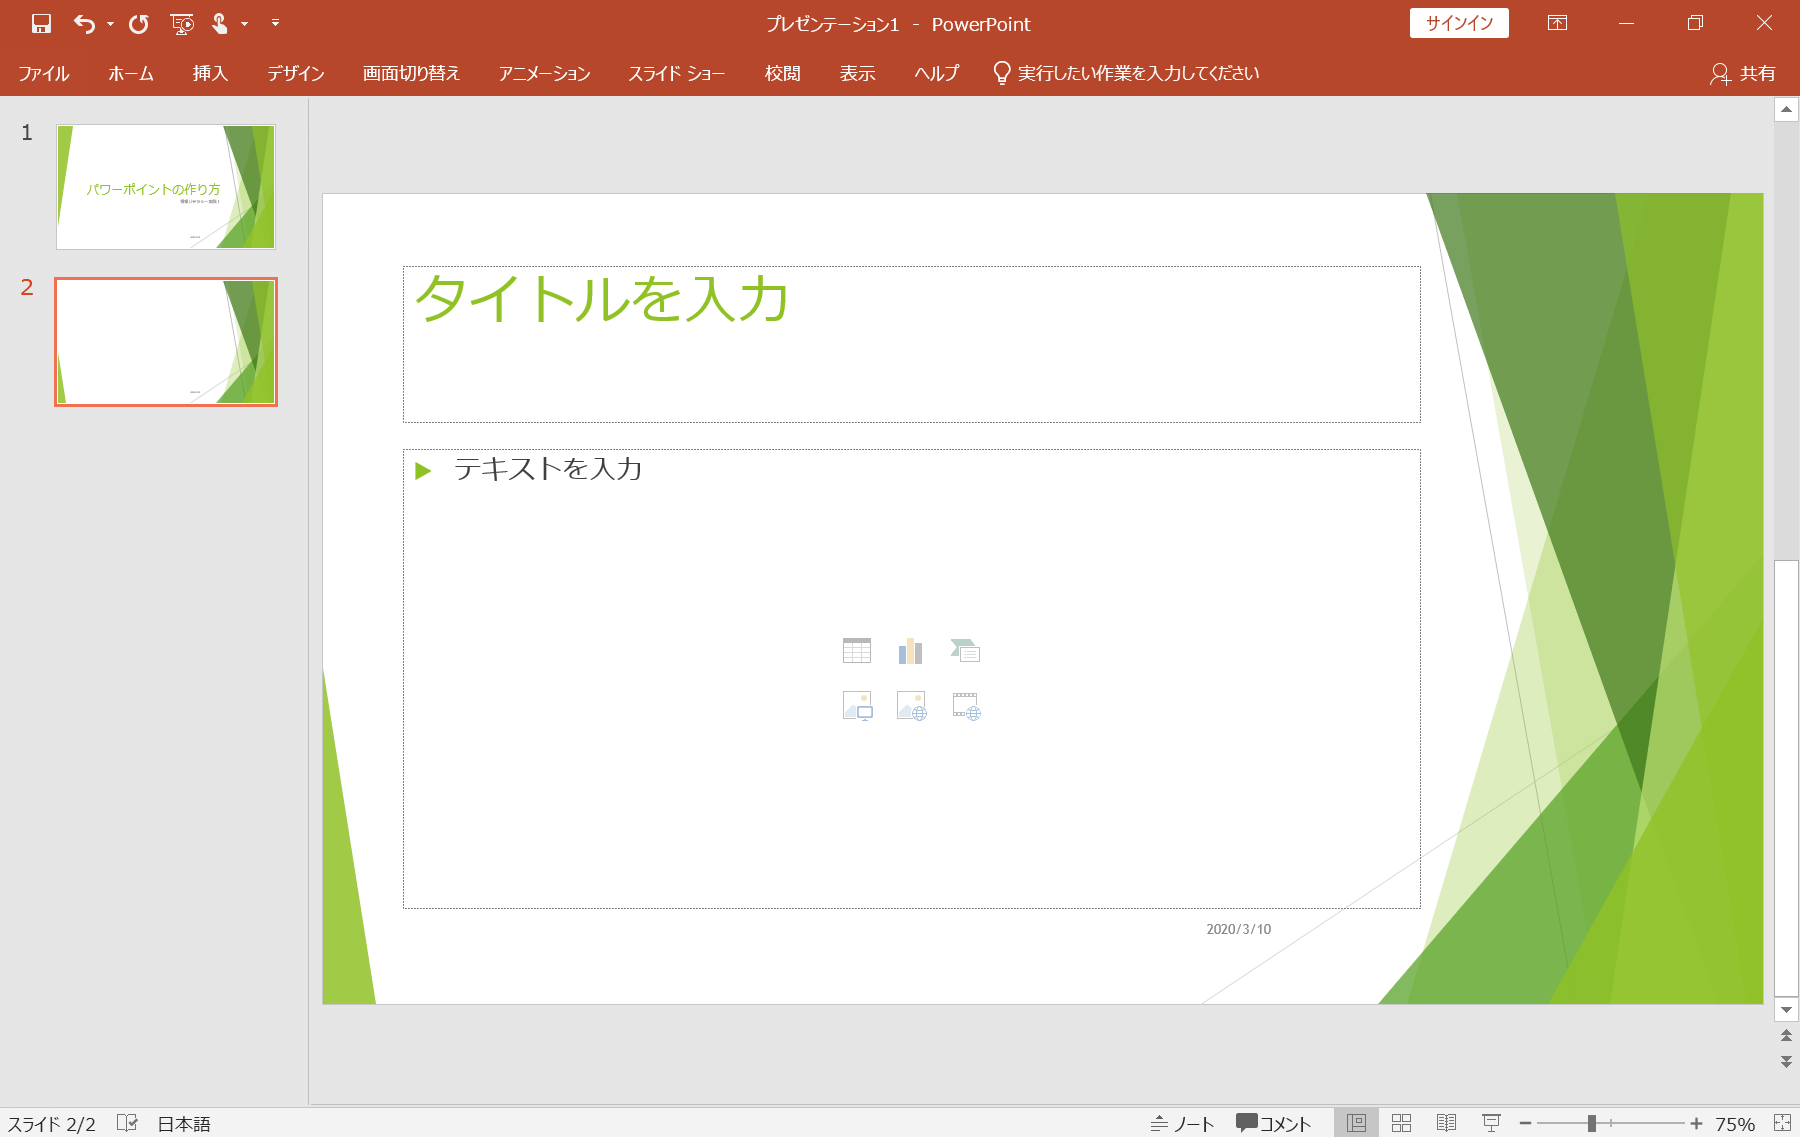 プレゼンテーション1 - PowerPoint
サインイン
ファイル ホーム 挿入 デザイン 画面切り替え アニメーション スライド ショー 校閲 表示 ヘルプ 実行したい作業を入力してください 共有
1
パワーポイントの作り方
2
タイトルを入力
テキストを入力
2020/3/10
スライド 2/2 日本語 ノート コメント 75%